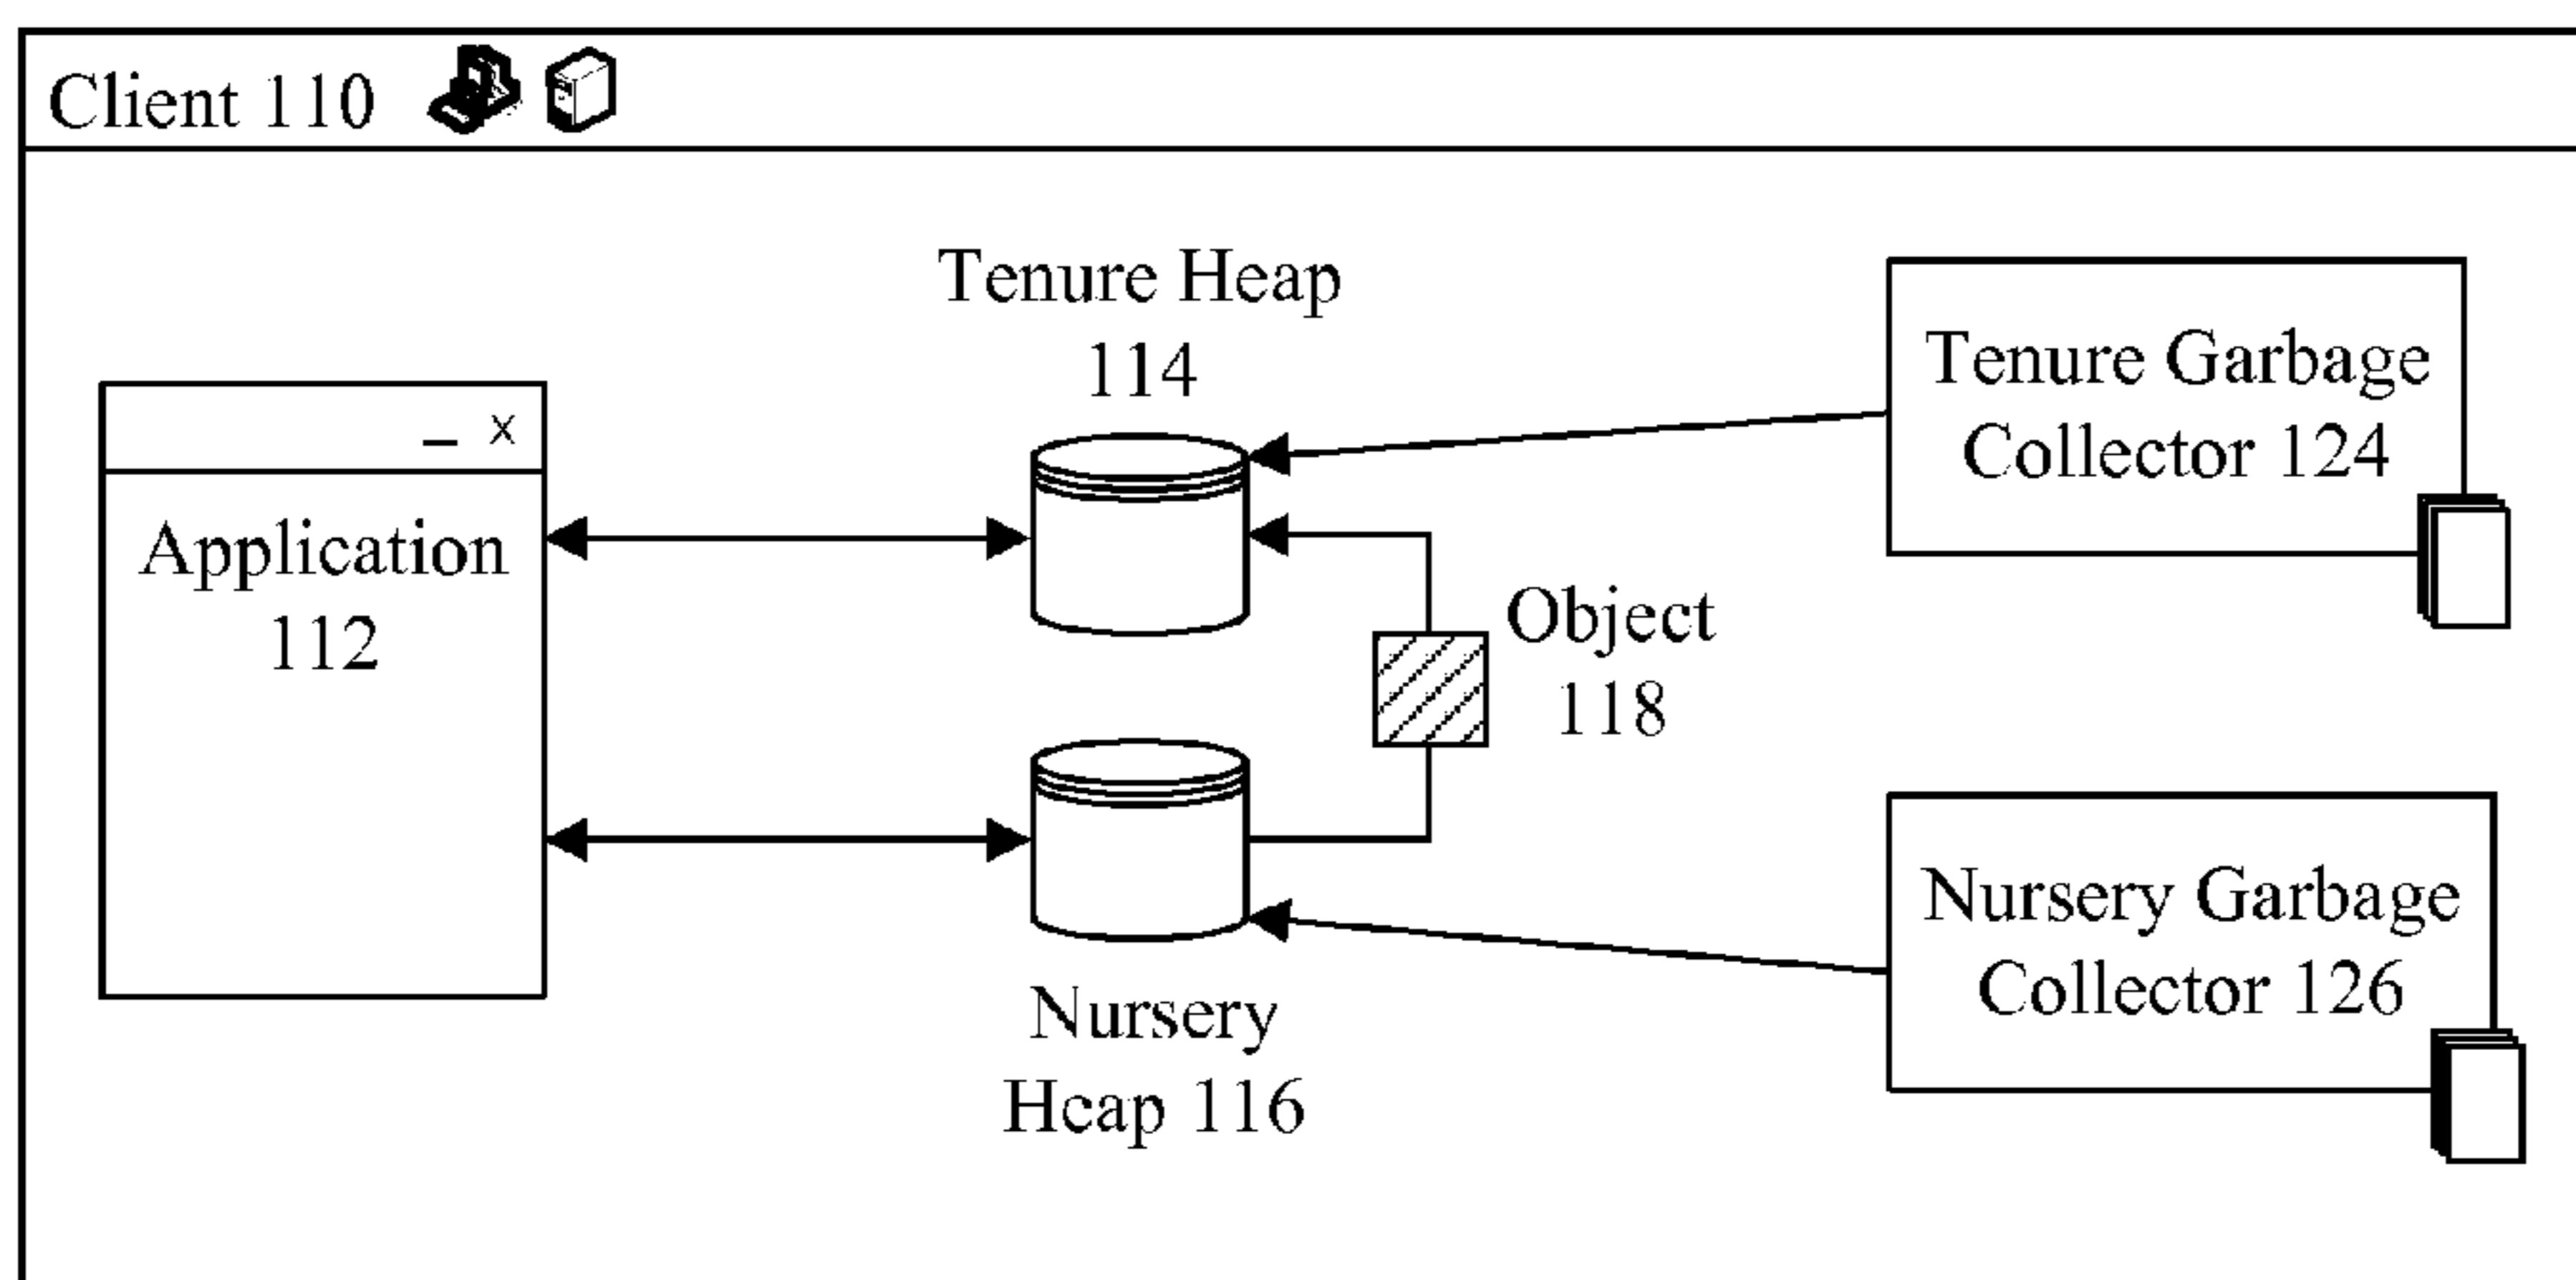 Client 110
Tenure Heap
114
Tenure Garbage
Collector 124
_ x
Application
112
Object
118
Nursery Garbage
Collector 126
Nursery
Heap 116